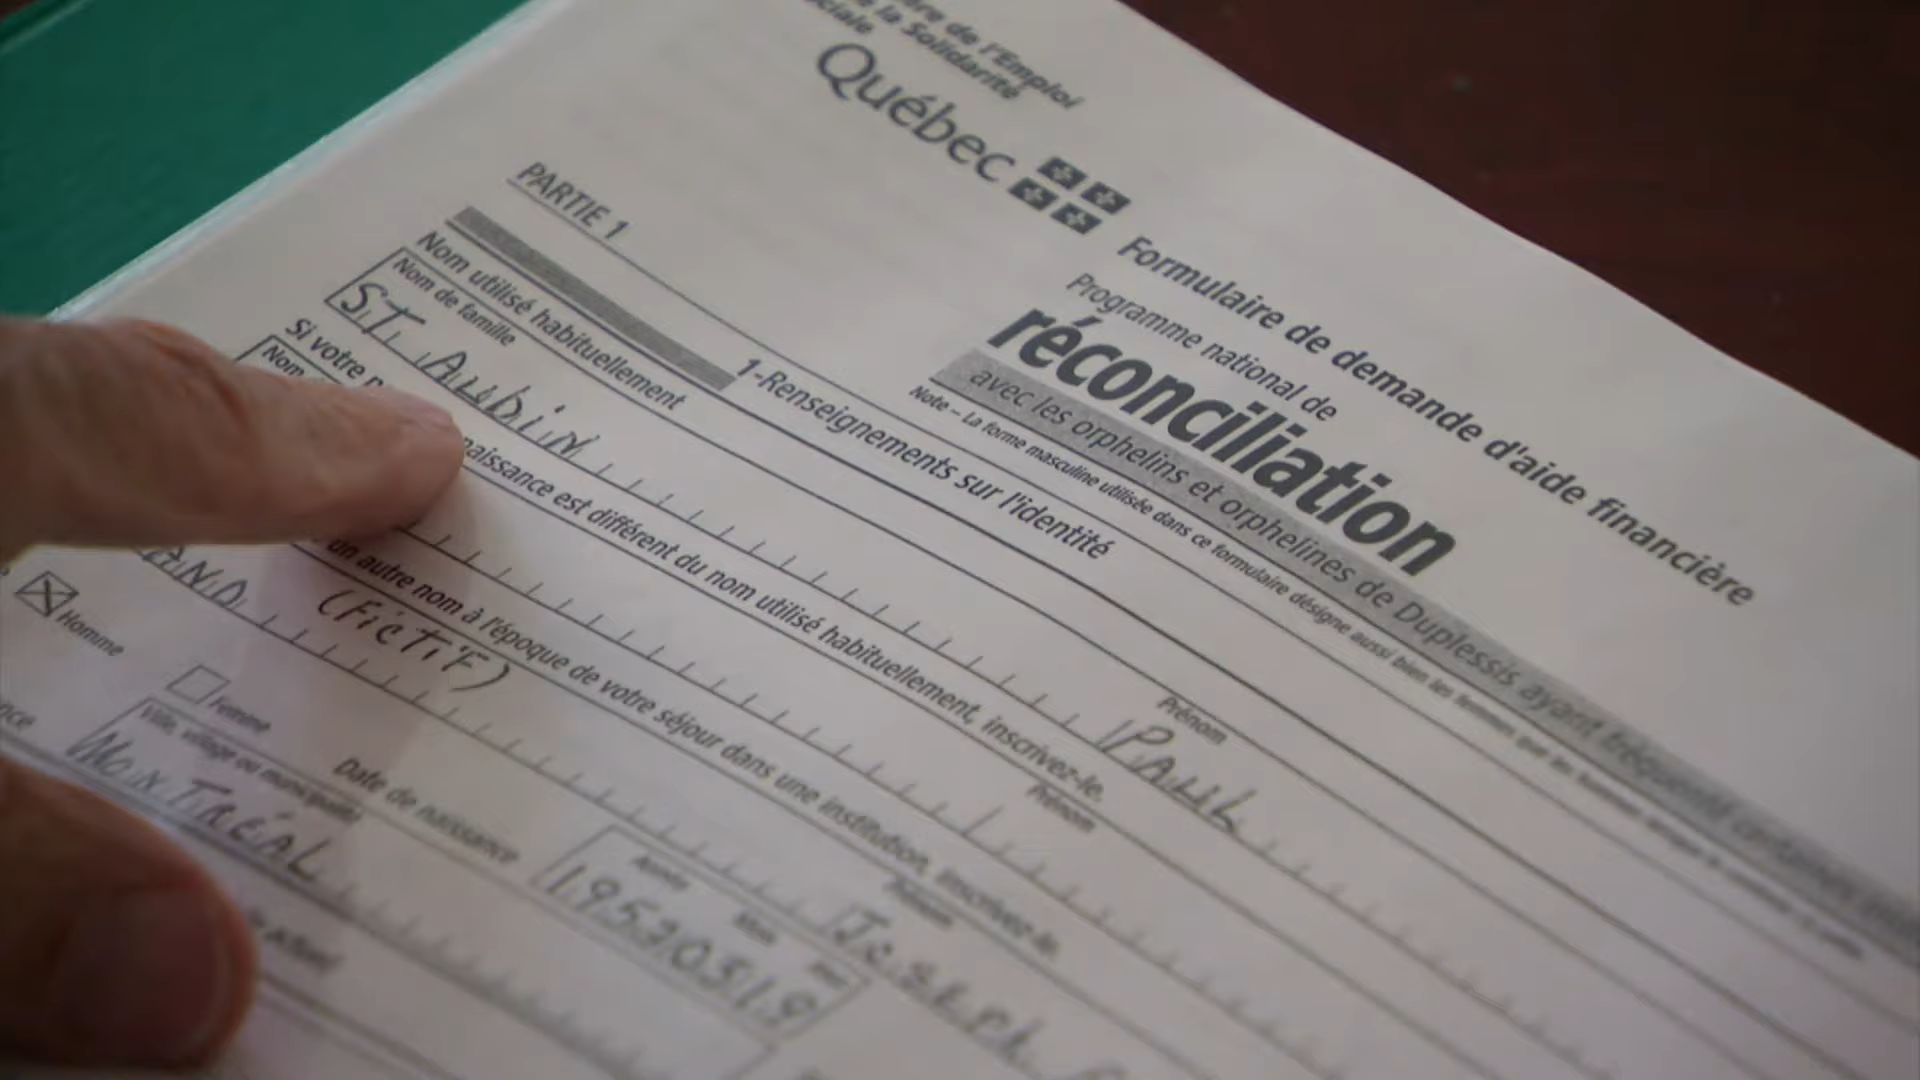 de l'Emploi
la Solidarité
Québec
Formulaire de demande d'aide financière
Programme national de
réconciliation
avec les orphelins et orphelines de Duplessis ayant fréquenté certaines
Note – La forme masculine utilisée dans ce formulaire désigne aussi bien les femmes que les
PARTIE 1
1-Renseignements sur l'identité
Nom utilisé habituellement
Nom de famille
Prénom
ST AubiN
PAUL
Si votre naissance est différent du nom utilisé habituellement, inscrivez-le.
Nom
Prénom
un autre nom à l'époque de votre séjour dans une institution, inscrivez-le.
Prénom
AND
(FICTIF)
Homme
Femme
Date de naissance
Année
Mois
Ville, village ou municipalité
MONTRÉAL